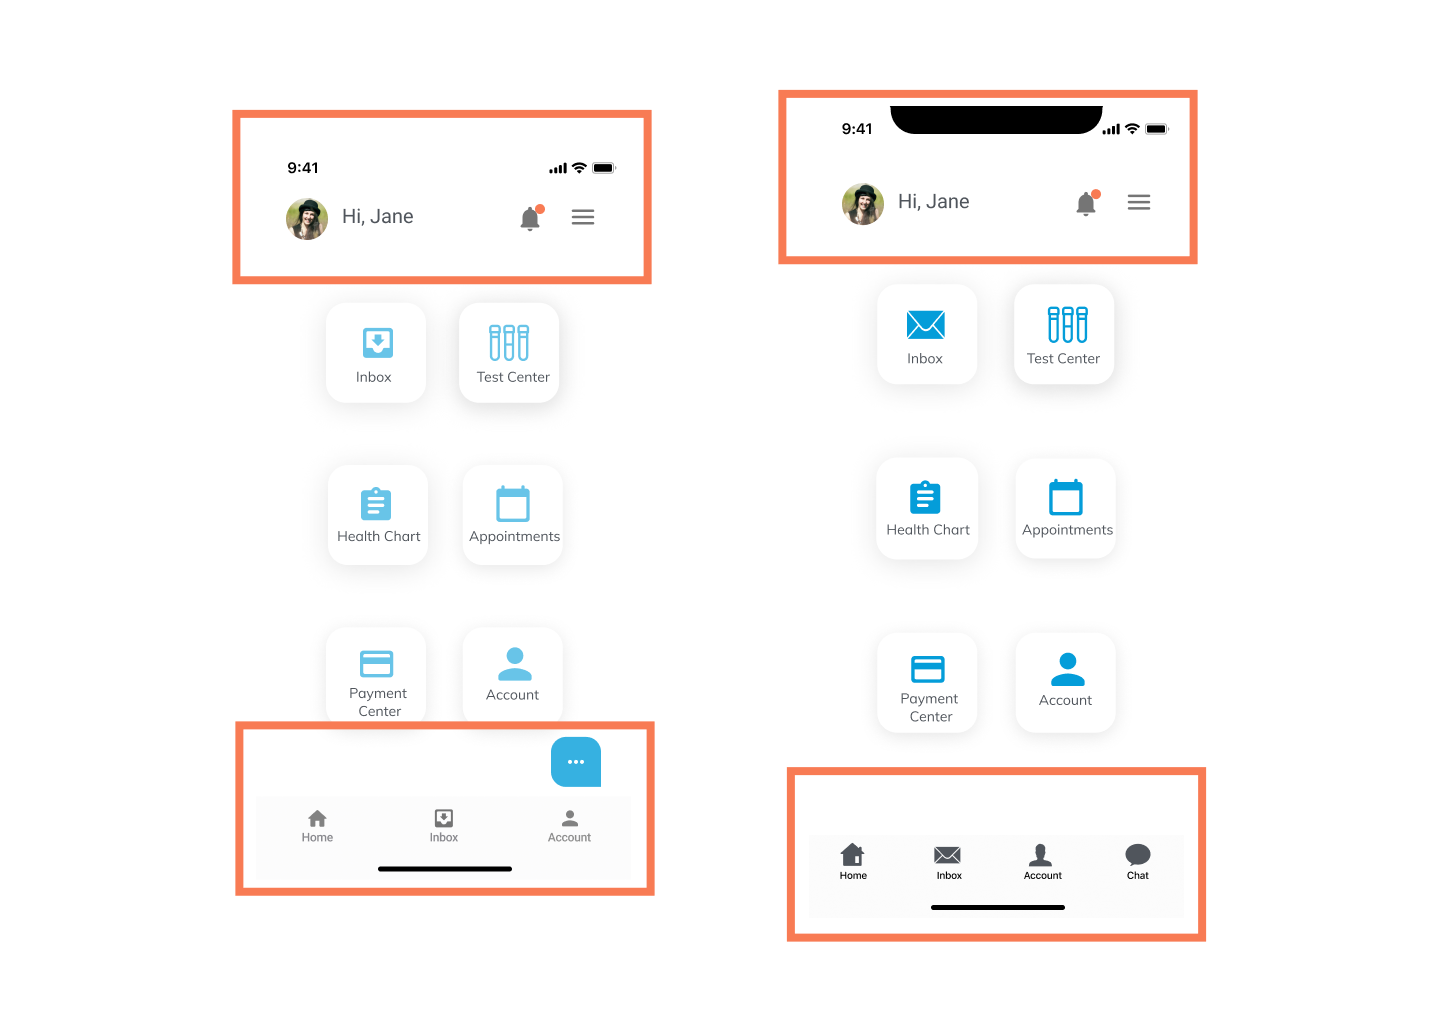 9:41
Hi, Jane
Inbox
Test Center
Health Chart
Appointments
Payment
Center
Account
Home
Inbox
Account
9:41
Hi, Jane
Inbox
Test Center
Health Chart
Appointments
Payment
Center
Account
Home
Inbox
Account
Chat